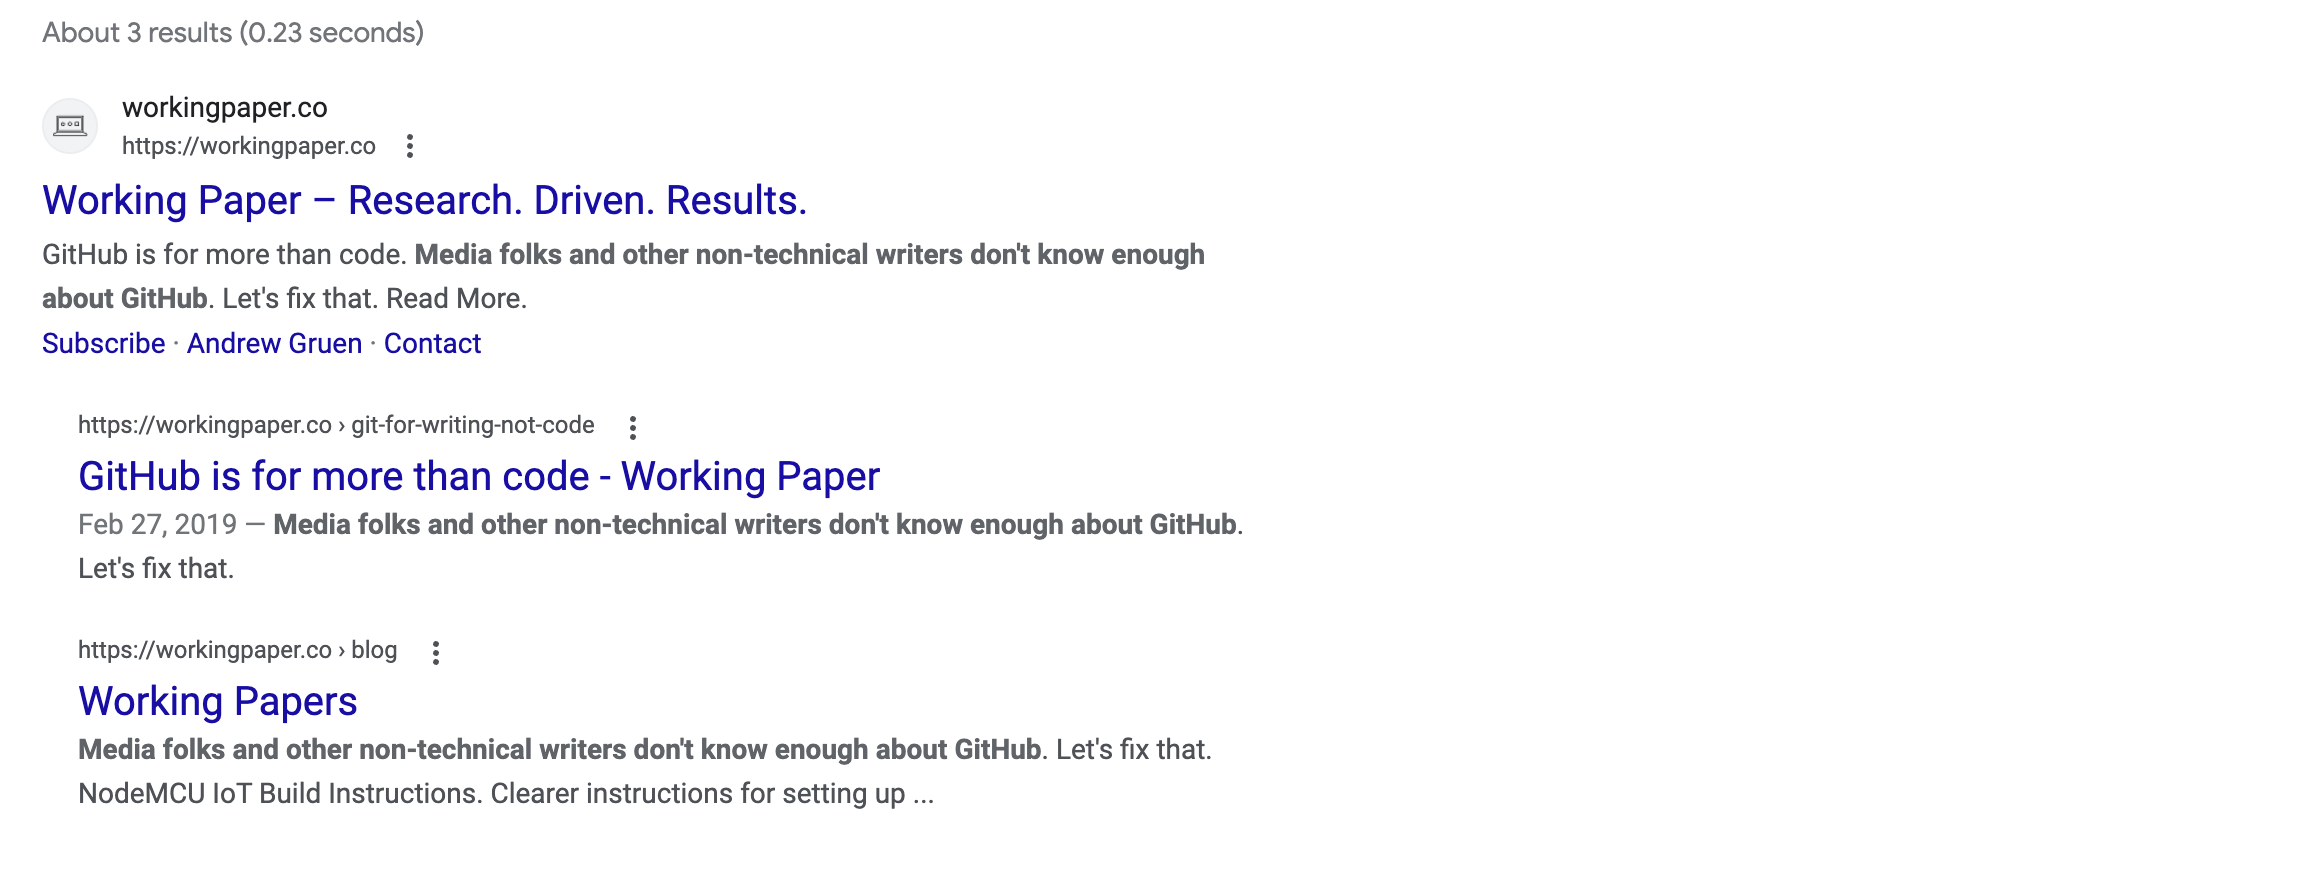 About 3 results (0.23 seconds)
workingpaper.co
https://workingpaper.co
Working Paper – Research. Driven. Results.
GitHub is for more than code. Media folks and other non-technical writers don't know enough
about GitHub. Let's fix that. Read More.
Subscribe · Andrew Gruen · Contact
https://workingpaper.co › git-for-writing-not-code
GitHub is for more than code - Working Paper
Feb 27, 2019 — Media folks and other non-technical writers don't know enough about GitHub.
Let's fix that.
https://workingpaper.co › blog
Working Papers
Media folks and other non-technical writers don't know enough about GitHub. Let's fix that.
NodeMCU IoT Build Instructions. Clearer instructions for setting up ...